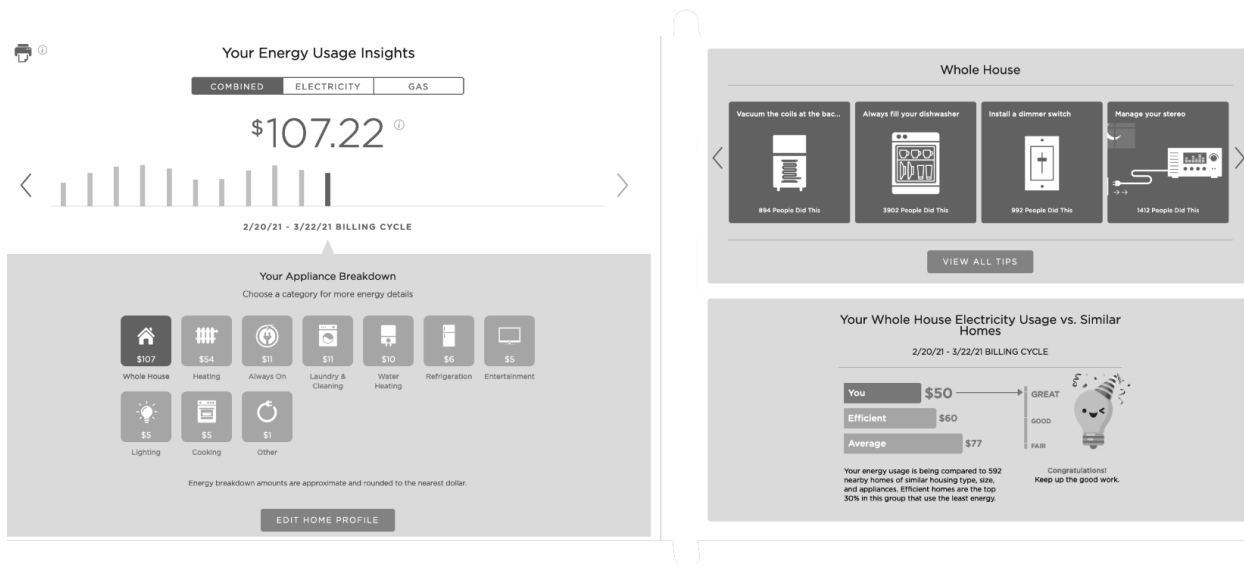 Your Energy Usage Insights
COMBINED
ELECTRICITY
GAS
$107.22
2/20/21 - 3/22/21 BILLING CYCLE
Your Appliance Breakdown
Choose a category for more energy details
$107
Whole House
$54
Heating
$11
Always On
$11
Laundry &
Cleaning
$10
Water
Heating
$6
Refrigeration
$5
Entertainment
$5
Lighting
$5
Cooking
$1
Other
Energy breakdown amounts are approximate and rounded to the nearest dollar.
EDIT HOME PROFILE
Whole House
Vacuum the coils at the bac...
894 People Did This
Always fill your dishwasher
3902 People Did This
Install a dimmer switch
992 People Did This
Manage your stereo
1412 People Did This
VIEW ALL TIPS
Your Whole House Electricity Usage vs. Similar
Homes
2/20/21 - 3/22/21 BILLING CYCLE
You $50
Efficient $60
Average $77
GREAT
GOOD
FAIR
Your energy usage is being compared to 592
nearby homes of similar housing type, size,
and appliances. Efficient homes are the top
30% in this group that use the least energy.
Congratulations!
Keep up the good work.